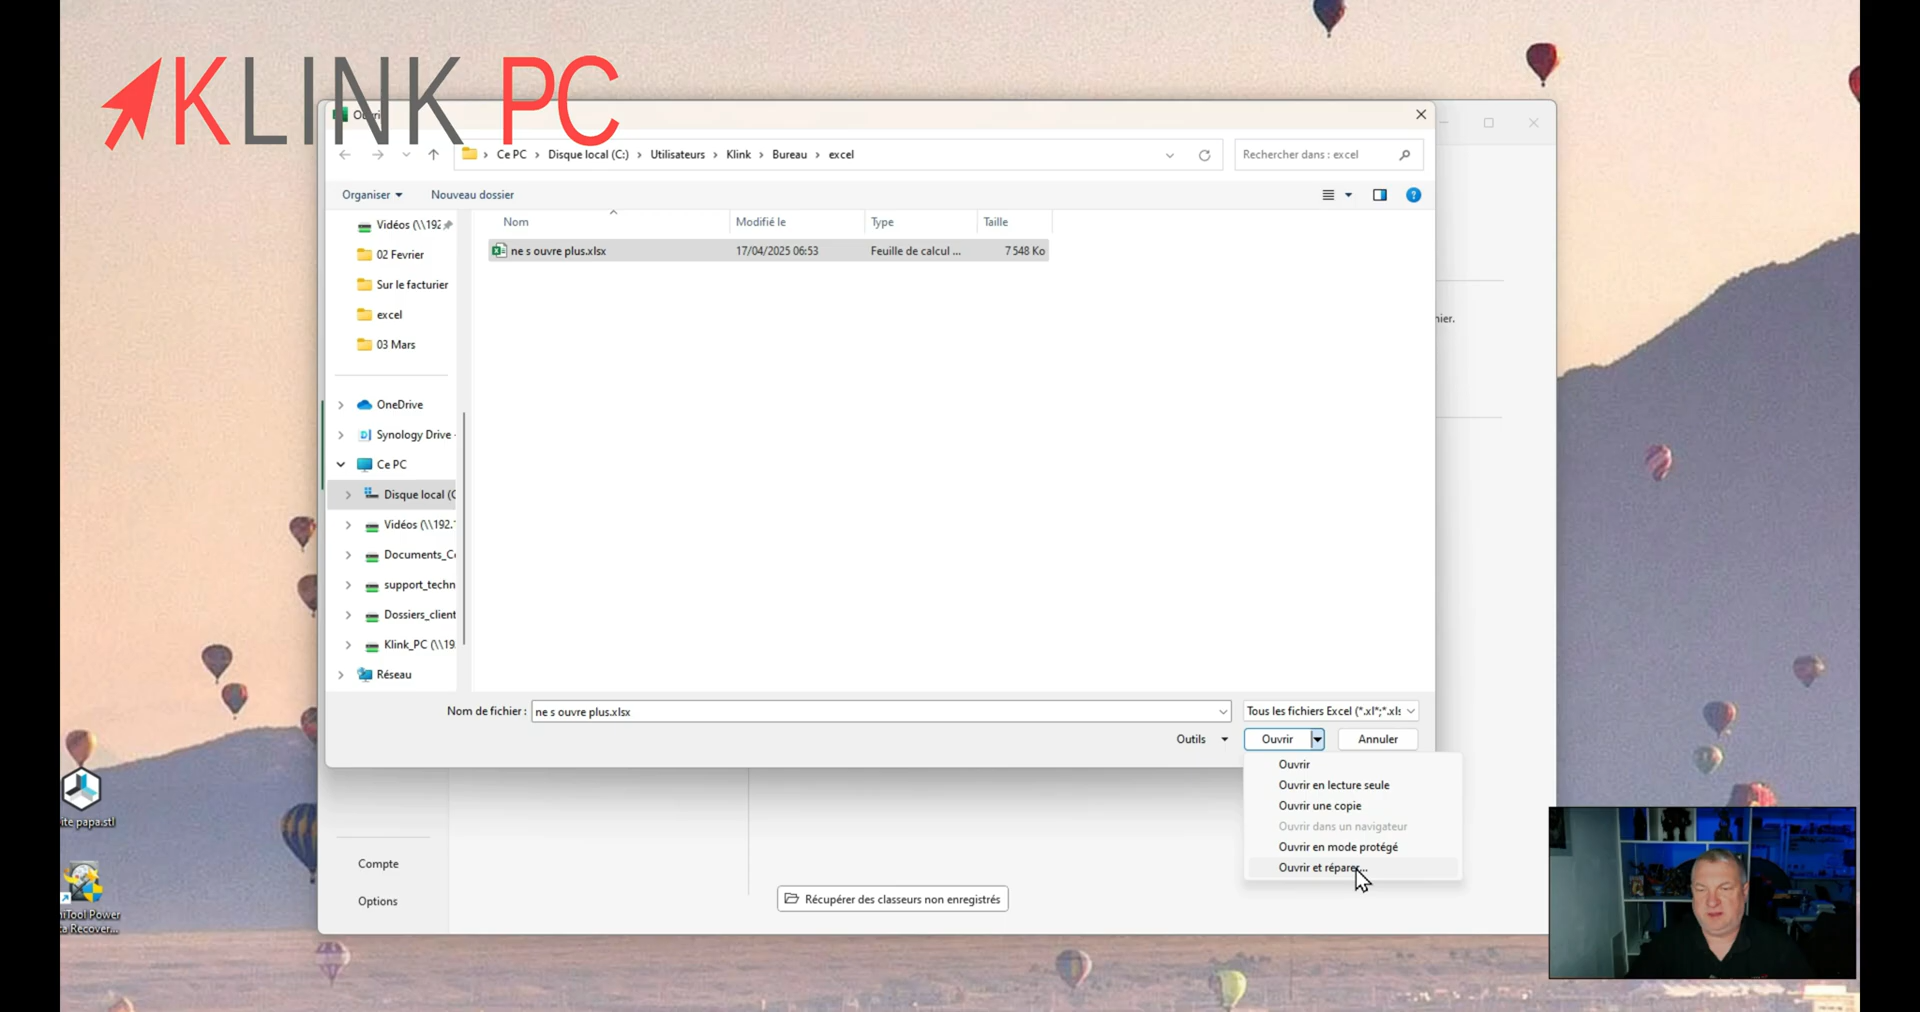 KLINK PC
Ce PC > Disque local (C:) > Utilisateurs > Klink > Bureau > excel
Rechercher dans : excel
Organiser
Nouveau dossier
Nom
Modifié le
Type
Taille
ne s ouvre plus.xlsx
17/04/2025 06:53
Feuille de calcul ...
7 548 Ko
Vidéos (\\192
02 Fevrier
Sur le facturier
excel
03 Mars
OneDrive
Synology Drive -
Ce PC
Disque local (C
Vidéos (\\192.
Documents_C
support_techn
Dossiers_client
Klink_PC (\\19
Réseau
hier.
Nom de fichier : ne s ouvre plus.xlsx
Tous les fichiers Excel (*.xl*;*.xls
Outils
Ouvrir
Annuler
Ouvrir
Ouvrir en lecture seule
Ouvrir une copie
Ouvrir dans un navigateur
Ouvrir en mode protégé
Ouvrir et réparer...
Compte
Options
Récupérer des classeurs non enregistrés
ite papa.stl
niTool Power
ta Recover...